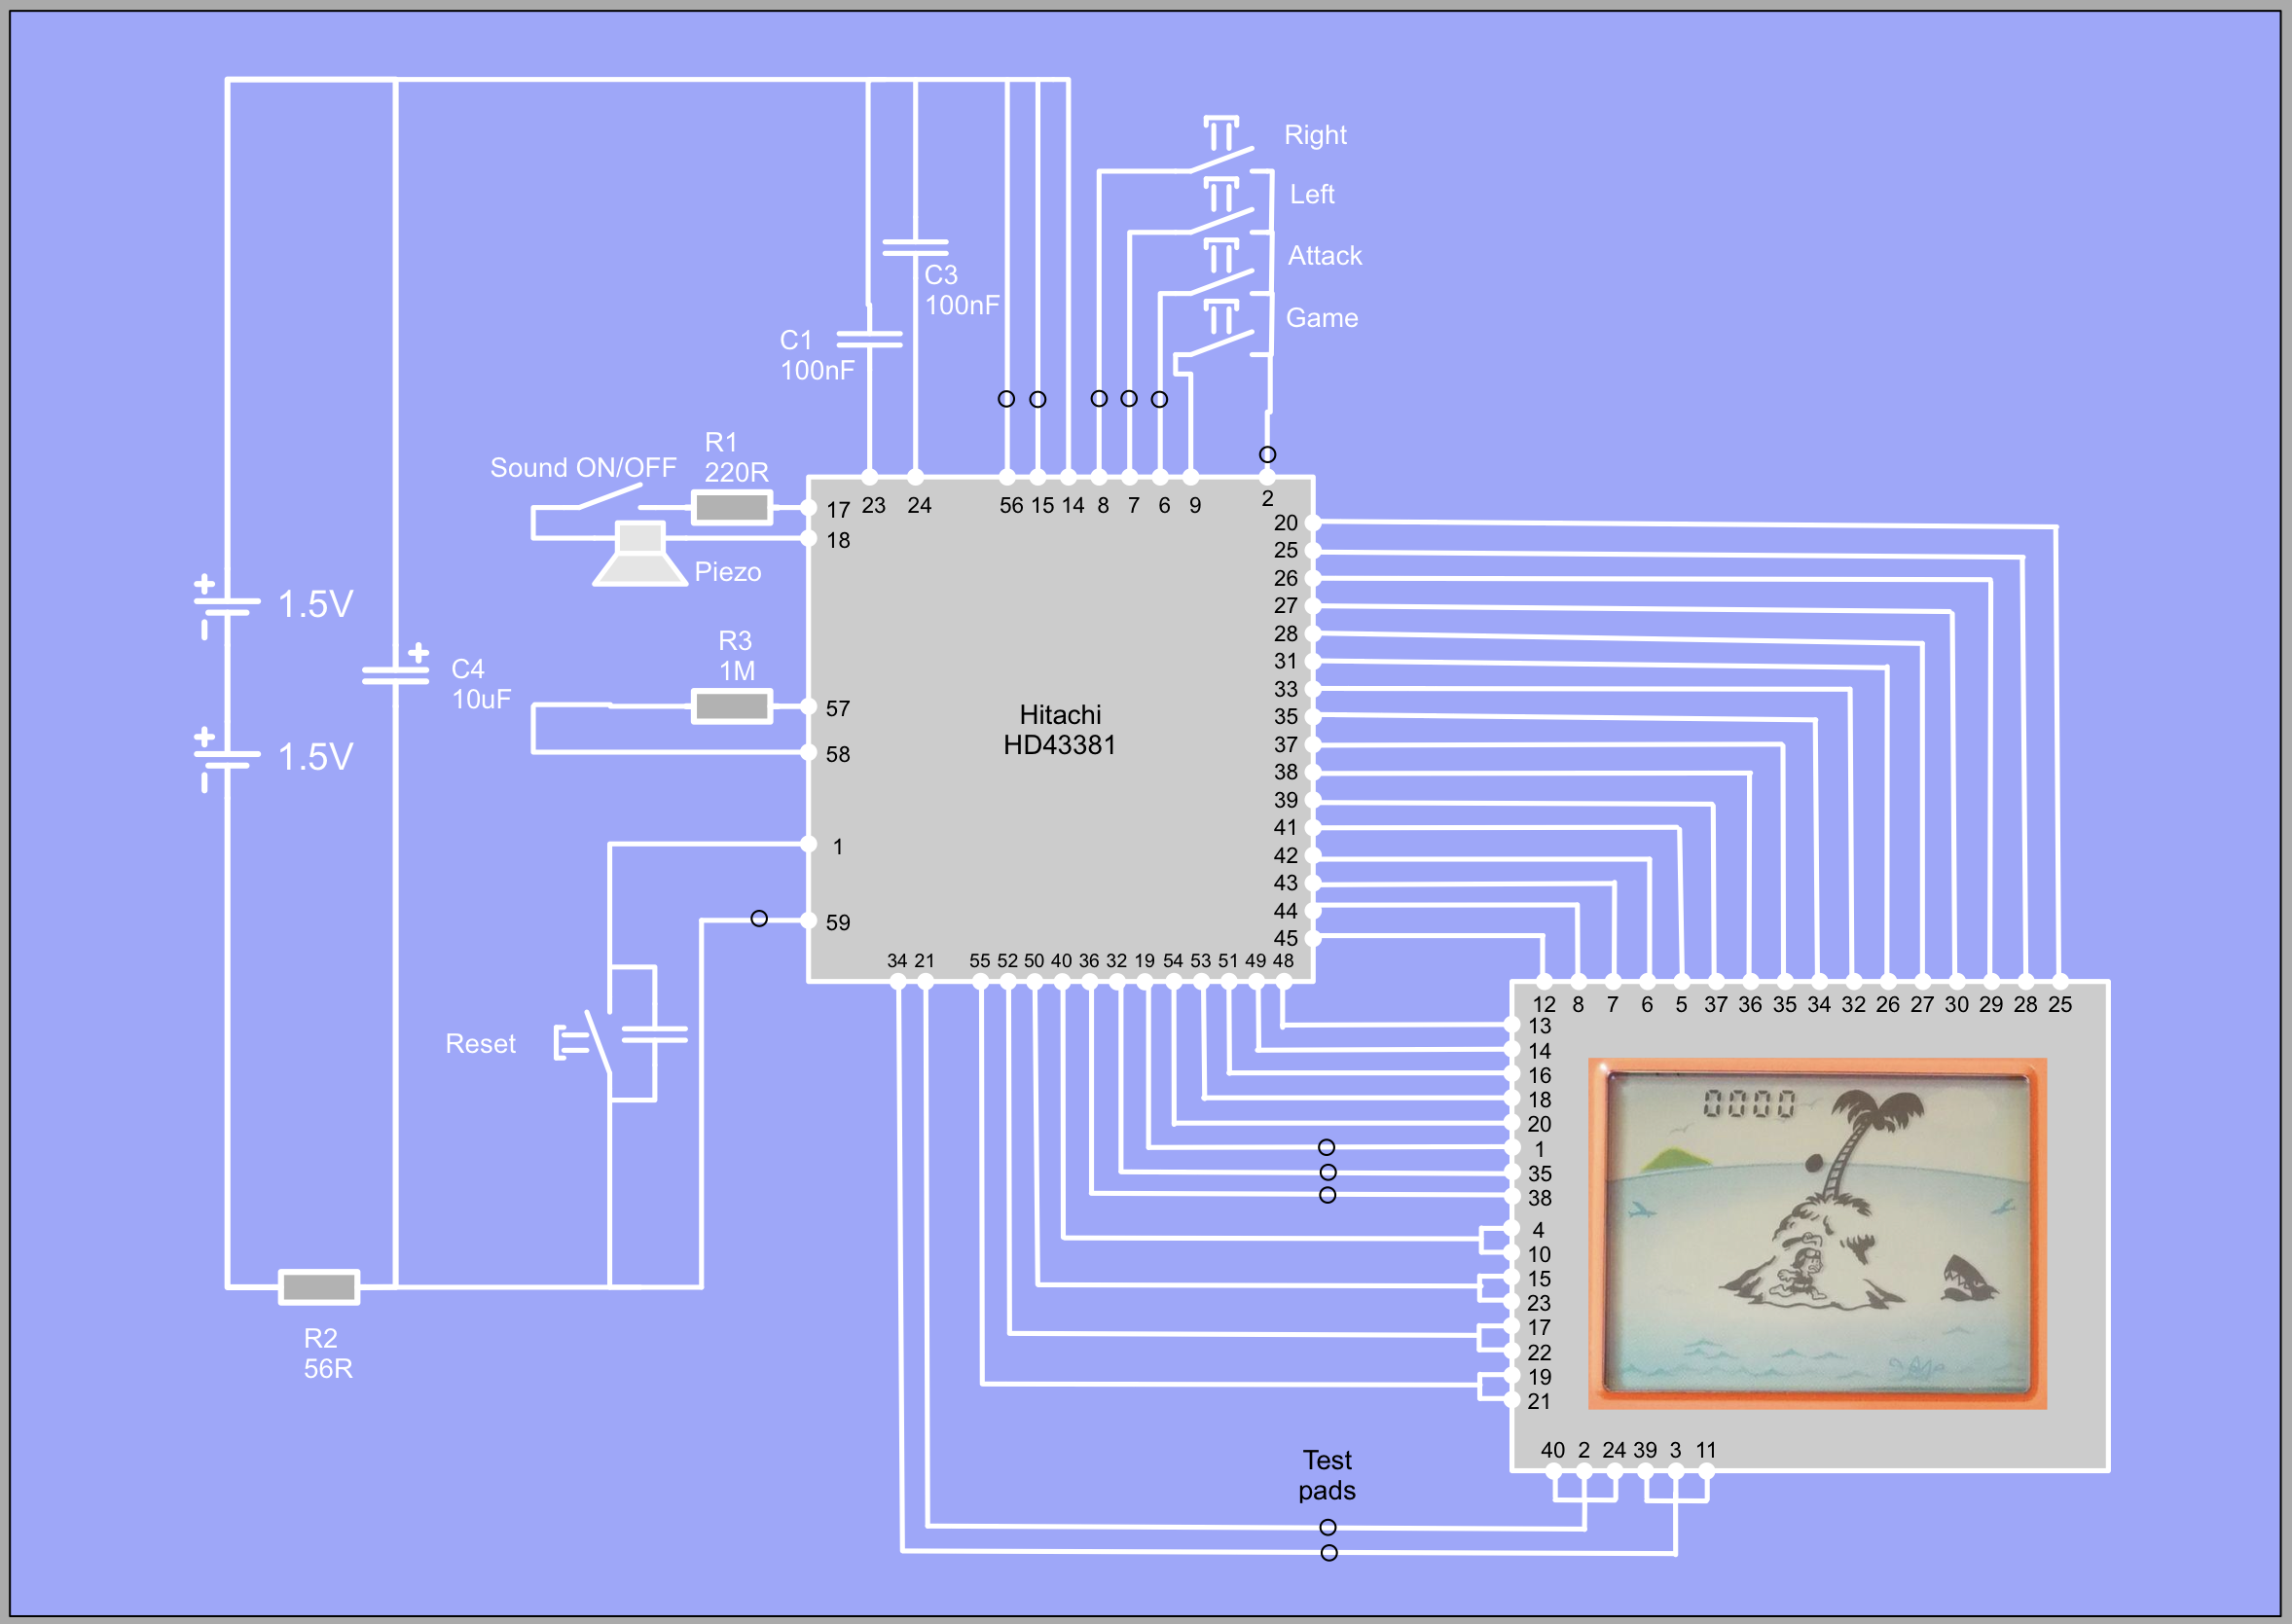 Right
Left
Attack
Game
C3
100nF
C1
100nF
Sound ON/OFF
R1
220R
Piezo
1.5V
1.5V
C4
10uF
R3
1M
Reset
R2
56R
Hitachi
HD43381
23 24 56 15 14 8 7 6 9 2
17
18
57
58
1
59
20
25
26
27
28
31
33
35
37
38
39
41
42
43
44
45
34 21 55 52 50 40 36 32 19 54 53 51 49 48
12 8 7 6 5 37 36 35 34 32 26 27 30 29 28 25
13
14
16
18
20
1
35
38
4
10
15
23
17
22
19
21
0000
40 2 24 39 3 11
Test
pads